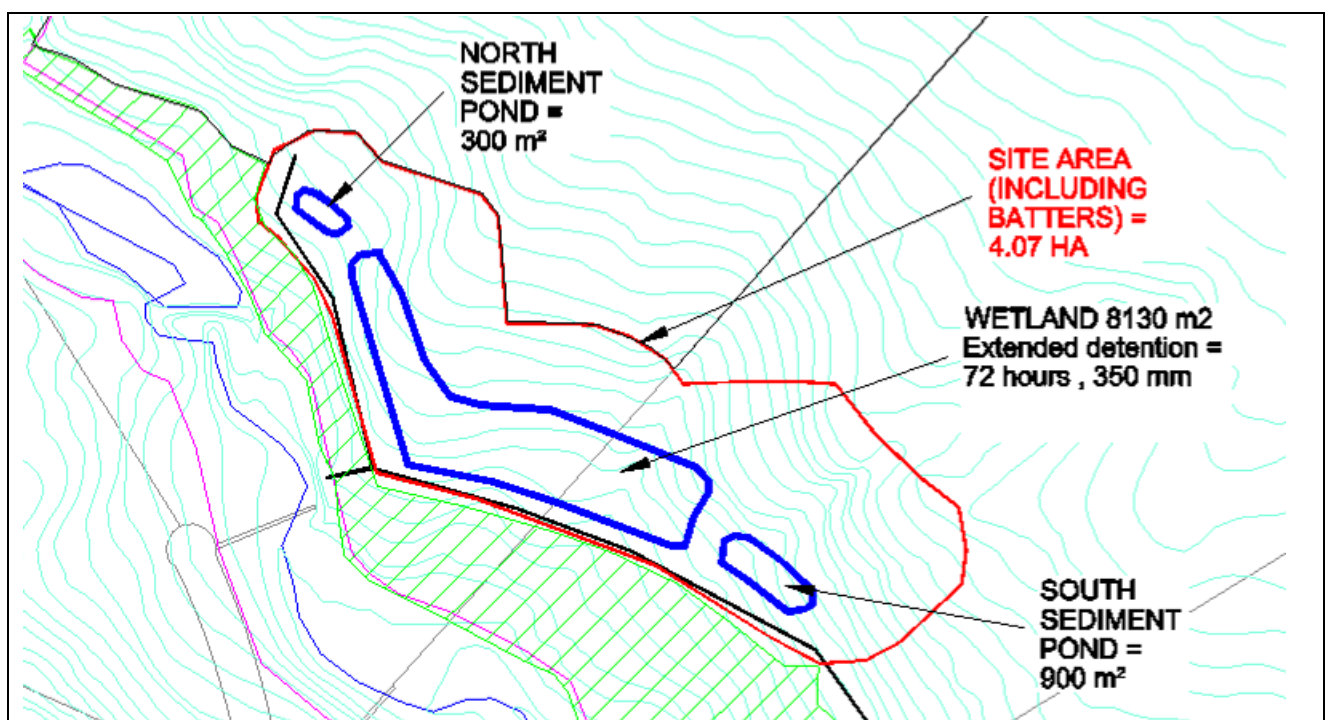 NORTH
SEDIMENT
POND =
300 m²
SITE AREA
(INCLUDING
BATTERS) =
4.07 HA
WETLAND 8130 m2
Extended detention =
72 hours , 350 mm
SOUTH
SEDIMENT
POND =
900 m²